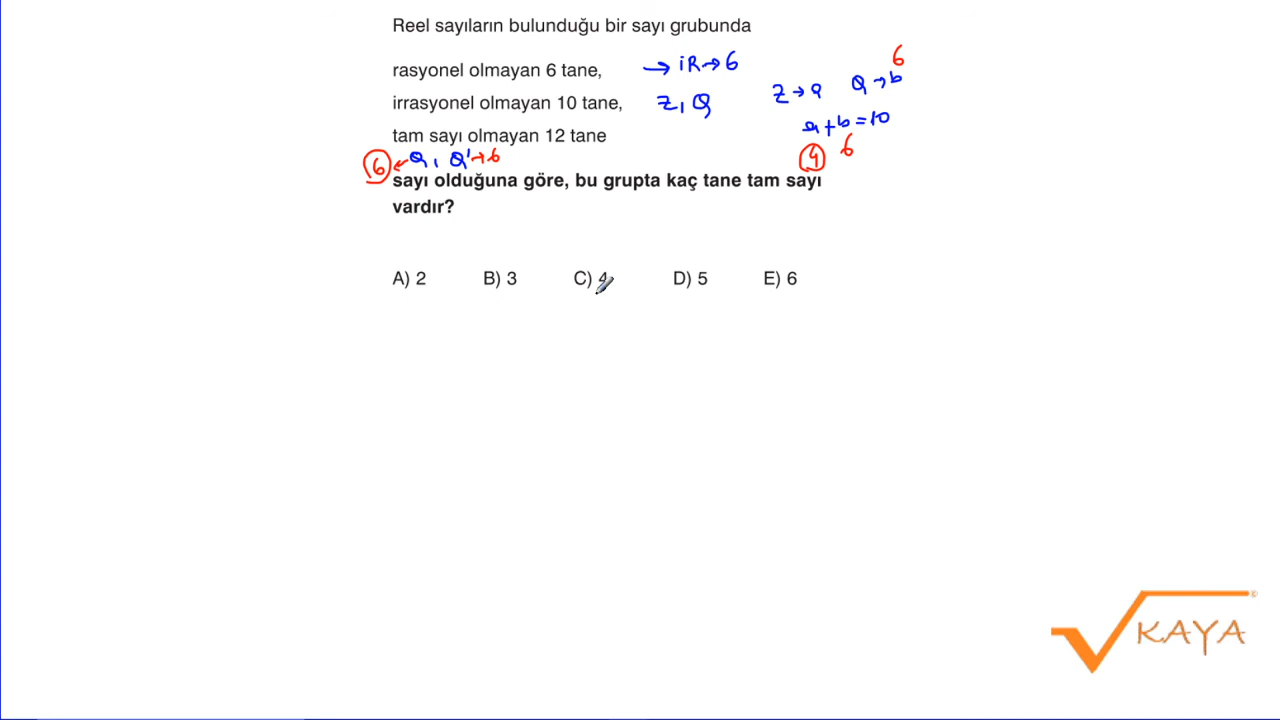 Reel sayıların bulunduğu bir sayı grubunda
rasyonel olmayan 6 tane, → iR → 6
6
Z → a Q → b
irrasyonel olmayan 10 tane, Z, Q
a + b = 10
4 6
tam sayı olmayan 12 tane
6 ← Q, Q' → 6
sayı olduğuna göre, bu grupta kaç tane tam sayı
vardır?
A) 2 B) 3 C) 4 D) 5 E) 6
KAYA